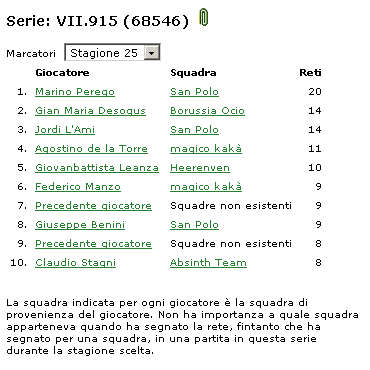 Serie: VII.915 (68546)
Marcatori Stagione 25
Giocatore Squadra Reti
1. Marino Perego San Polo 20
2. Gian Maria Desogus Borussia Ocio 14
3. Jordi L'Ami San Polo 14
4. Agostino de la Torre magico kakà 11
5. Giovanbattista Leanza Heerenven 10
6. Federico Manzo magico kakà 9
7. Precedente giocatore Squadre non esistenti 9
8. Giuseppe Benini San Polo 9
9. Precedente giocatore Squadre non esistenti 8
10. Claudio Stagni Absinth Team 8
La squadra indicata per ogni giocatore è la squadra di
provenienza del giocatore. Non ha importanza a quale squadra
apparteneva quando ha segnato la rete, fintanto che ha
segnato per una squadra, in una partita in questa serie
durante la stagione scelta.